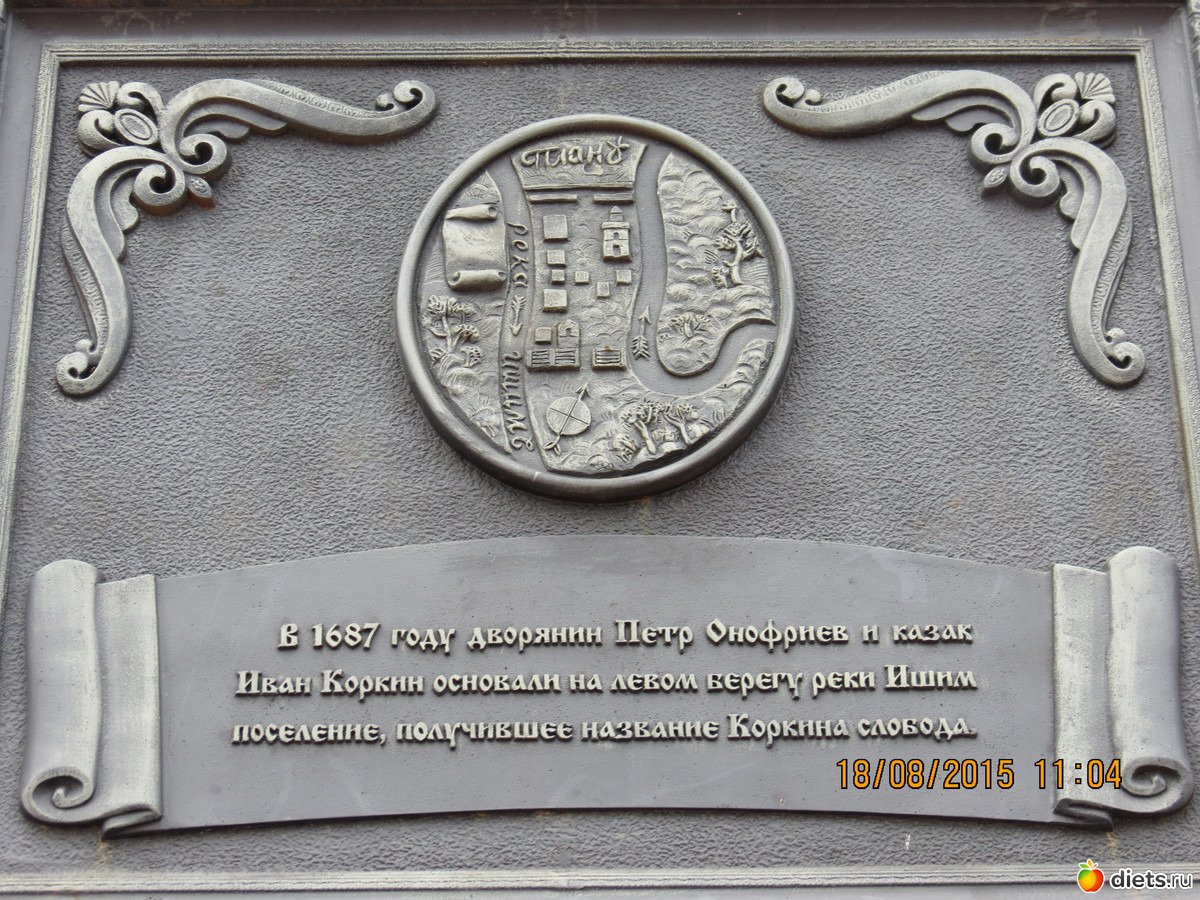 планъ
река
ишимъ
В 1687 году дворянин Петр Онофриев и казак
Иван Коркин основали на левом берегу реки Ишим
поселение, получившее название Коркина слобода.
18/08/2015 11:04
diets.ru